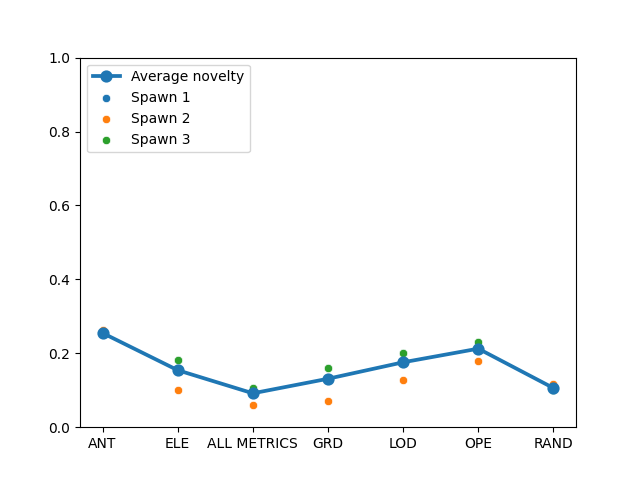 1.0
0.8
0.6
0.4
0.2
0.0
Average novelty
Spawn 1
Spawn 2
Spawn 3
ANT ELE ALL METRICS GRD LOD OPE RAND